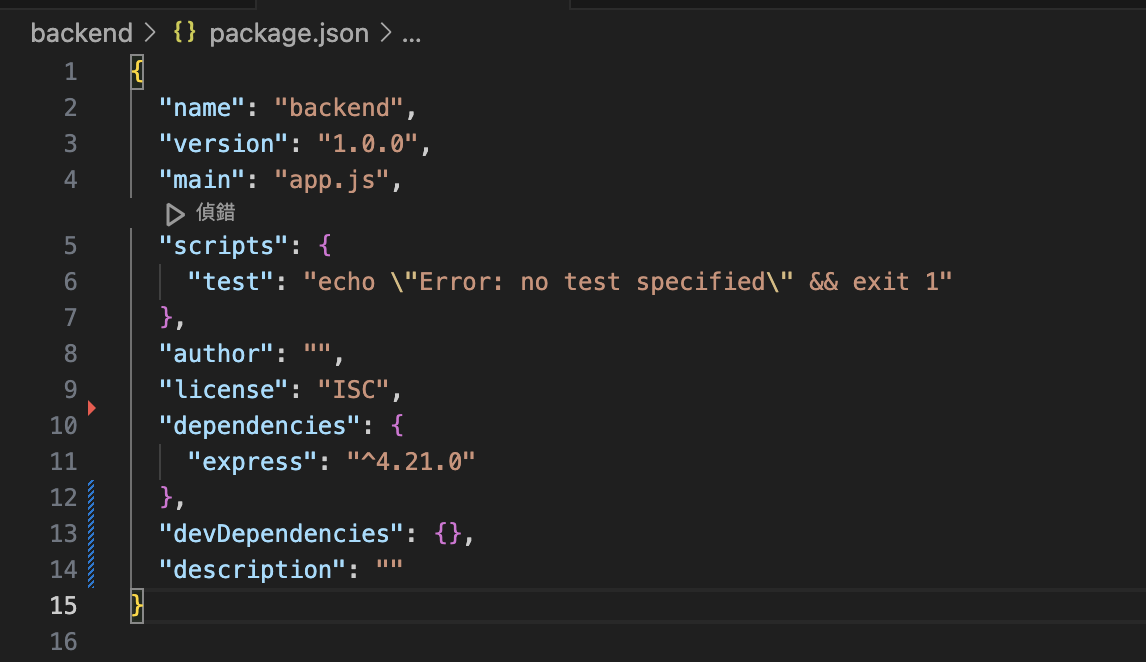 backend > {} package.json > ...
1 {
2 "name": "backend",
3 "version": "1.0.0",
4 "main": "app.js",
偵錯
5 "scripts": {
6 "test": "echo \"Error: no test specified\" && exit 1"
7 },
8 "author": "",
9 "license": "ISC",
10 "dependencies": {
11 "express": "^4.21.0"
12 },
13 "devDependencies": {},
14 "description": ""
15 }
16